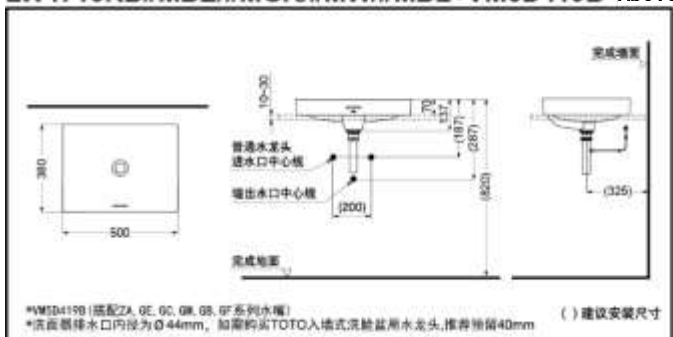 完成墙面
10~30
70
137
(187)
(287)
(820)
普通水龙头
进水口中心线
墙出水口中心线
(200)
(325)
380
500
完成地面
*VMSD419B(搭配ZA, GE, GC, GM, GB, GF系列水嘴)
( )建议安装尺寸
*洗面器排水口内径为Ø44mm, 如需购买TOTO入墙式洗脸盆用水龙头,推荐预留40mm